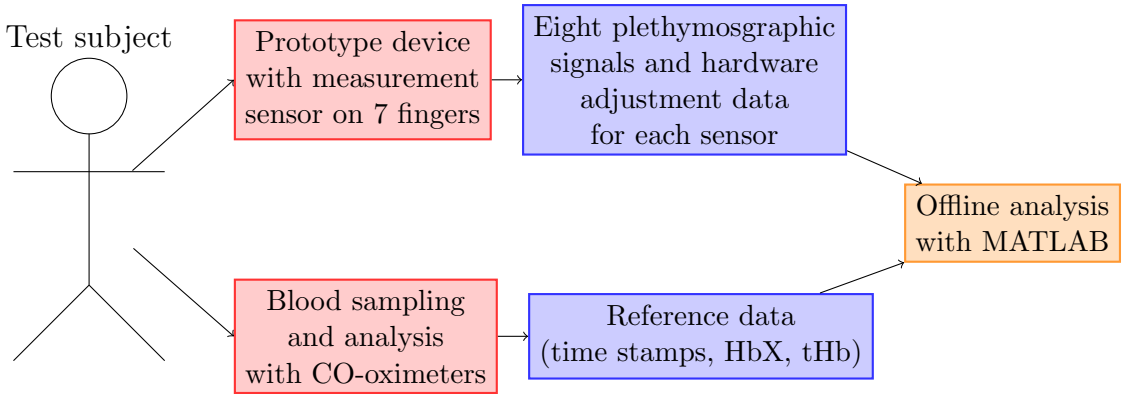 Test subject
Prototype device
with measurement
sensor on 7 fingers
Eight plethymosgraphic
signals and hardware
adjustment data
for each sensor
Offline analysis
with MATLAB
Blood sampling
and analysis
with CO-oximeters
Reference data
(time stamps, HbX, tHb)